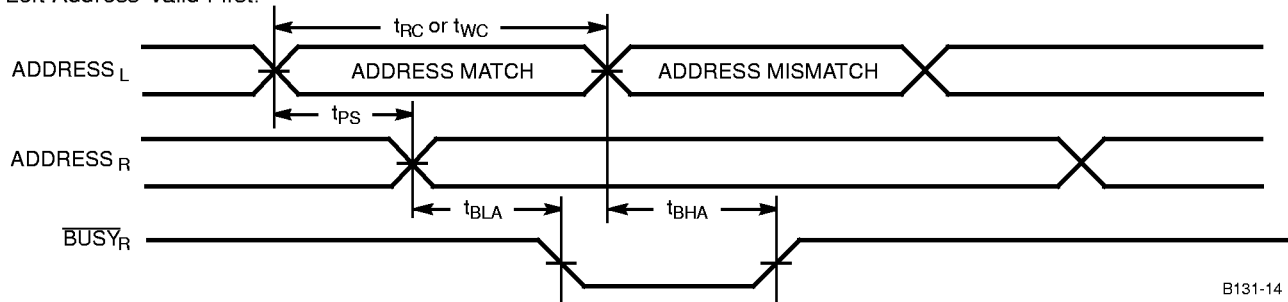 Left Address Valid First:
tRC or tWC
ADDRESS L
ADDRESS MATCH
ADDRESS MISMATCH
tPS
ADDRESS R
tBLA
tBHA
BUSYR
B131-14